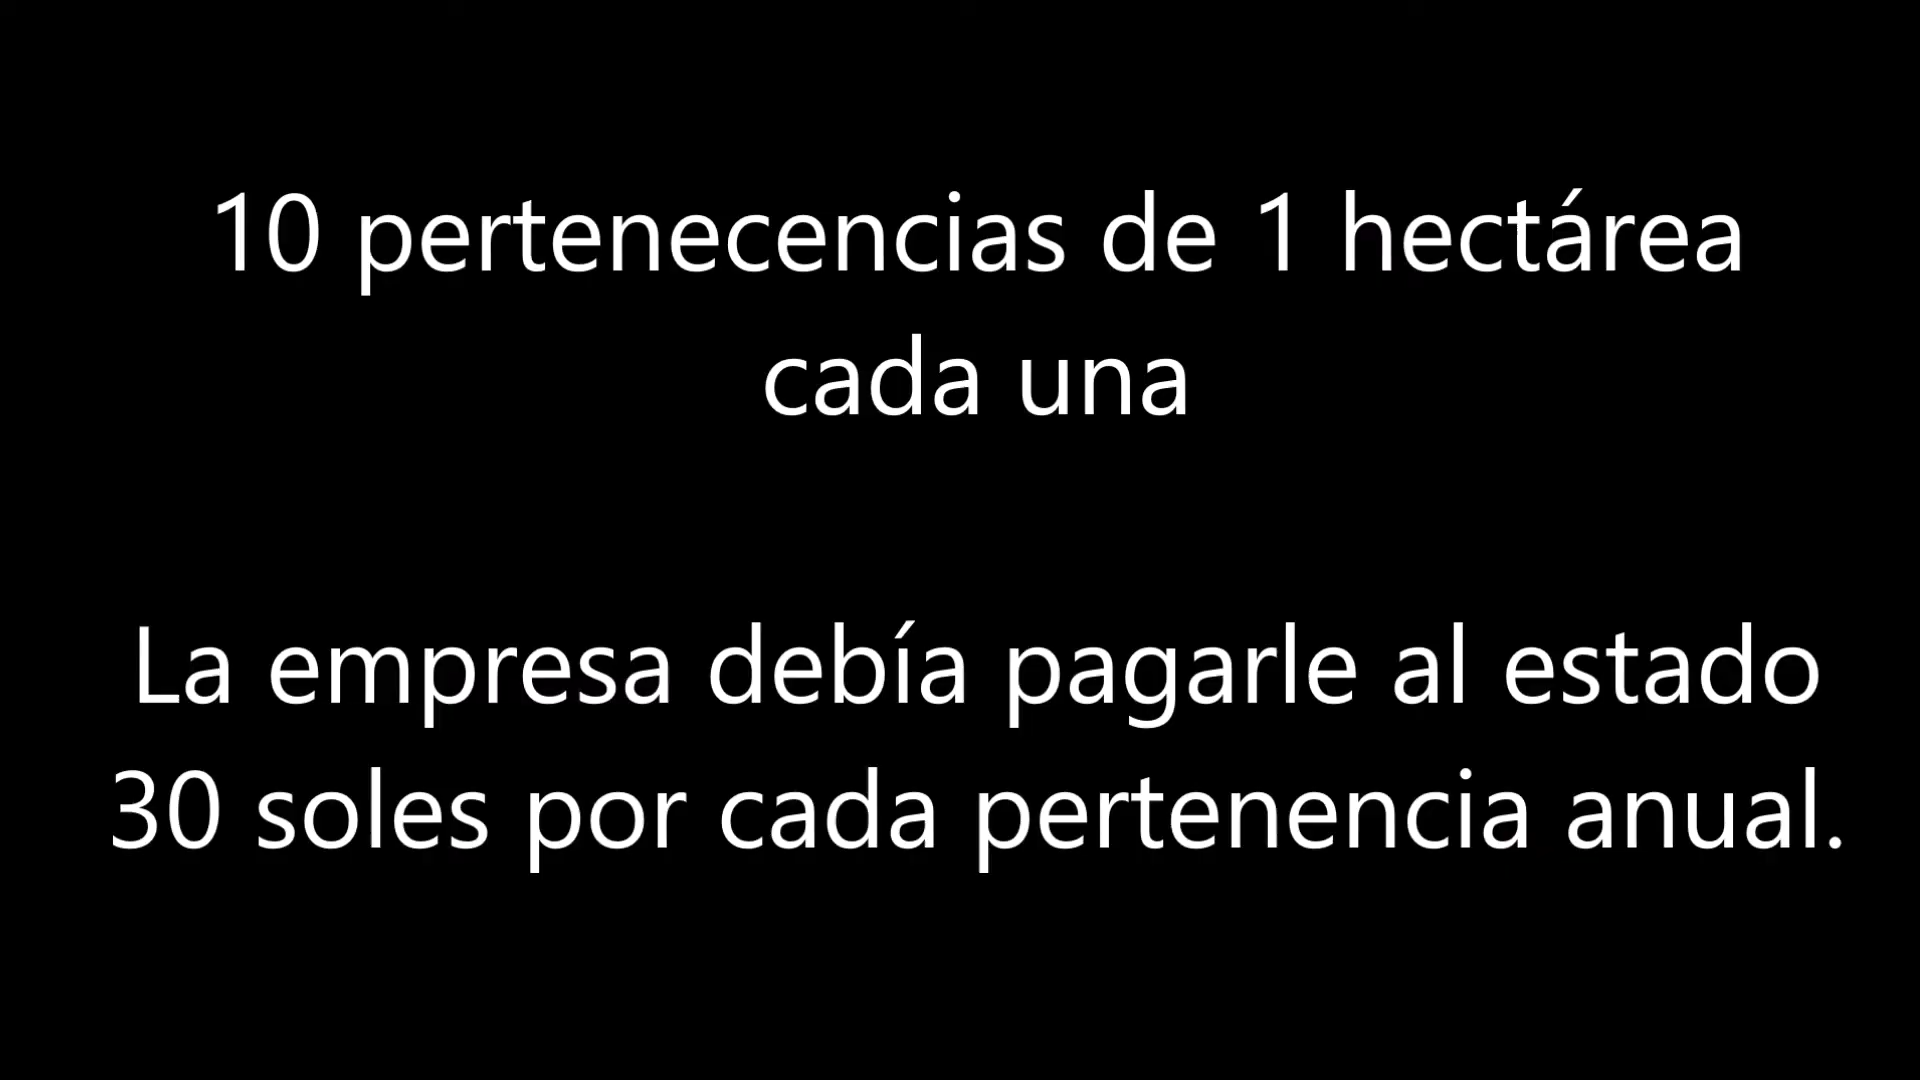 10 pertenecencias de 1 hectárea
cada una
La empresa debía pagarle al estado
30 soles por cada pertenencia anual.